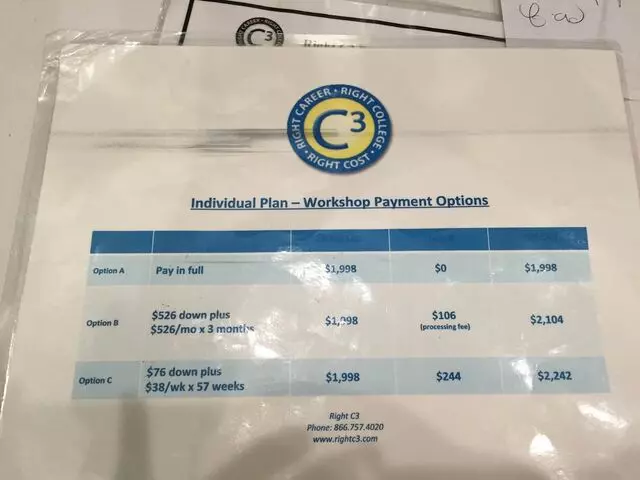 C3
RIGHT CAREER • RIGHT COLLEGE
• RIGHT COST •
C3
Individual Plan – Workshop Payment Options
Option A Pay in full $1,998 $0 $1,998
$526 down plus $106
Option B $1,998 $2,104
$526/mo x 3 months (processing fee)
$76 down plus
Option C $1,998 $244 $2,242
$38/wk x 57 weeks
Right C3
Phone: 866.757.4020
www.rightc3.com